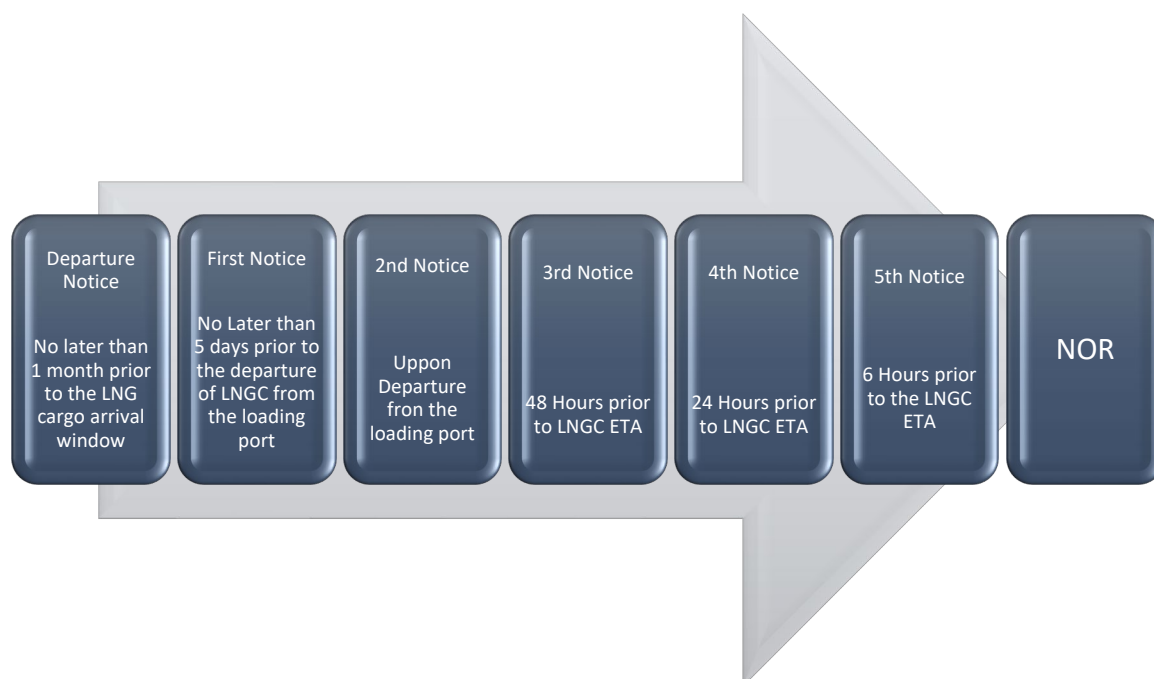 Departure
Notice
No later than
1 month prior
to the LNG
cargo arrival
window
First Notice
No Later than
5 days prior to
the departure
of LNGC from
the loading
port
2nd Notice
Uppon
Departure
fron the
loading port
3rd Notice
48 Hours prior
to LNGC ETA
4th Notice
24 Hours prior
to LNGC ETA
5th Notice
6 Hours prior
to the LNGC
ETA
NOR